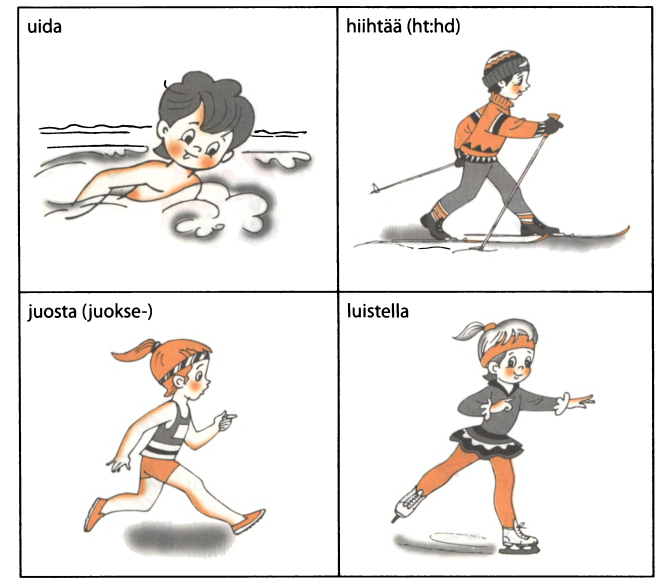 uida
hiihtää (ht:hd)
juosta (juokse-)
luistella